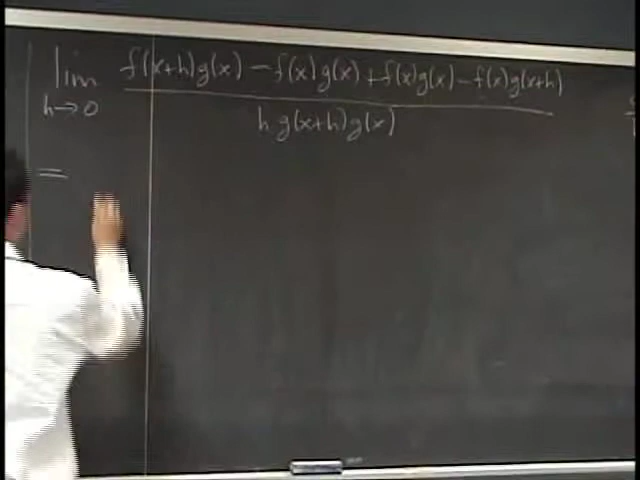 lim f(x+h)g(x) - f(x)g(x) + f(x)g(x) - f(x)g(x+h)
h→0 h g(x+h)g(x)
=